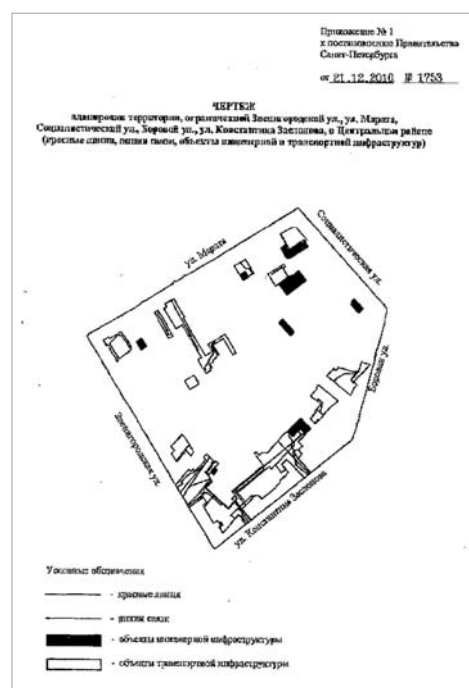 Приложение № 1
к постановлению Правительства
Санкт-Петербурга
от 21.12.2010 № 1753
ЧЕРТЕЖ
планировки территории, ограниченной Звенигородской ул., ул. Марата,
Социалистической ул., Боровой ул., ул. Константина Заслонова, в Центральном районе
(красные линии, линии связи, объекты инженерной и транспортной инфраструктур)
ул. Марата
Социалистическая ул.
Боровая ул.
Звенигородская ул.
ул. Константина Заслонова
Условные обозначения
- красные линии
- линии связи
- объекты инженерной инфраструктуры
- объекты транспортной инфраструктуры